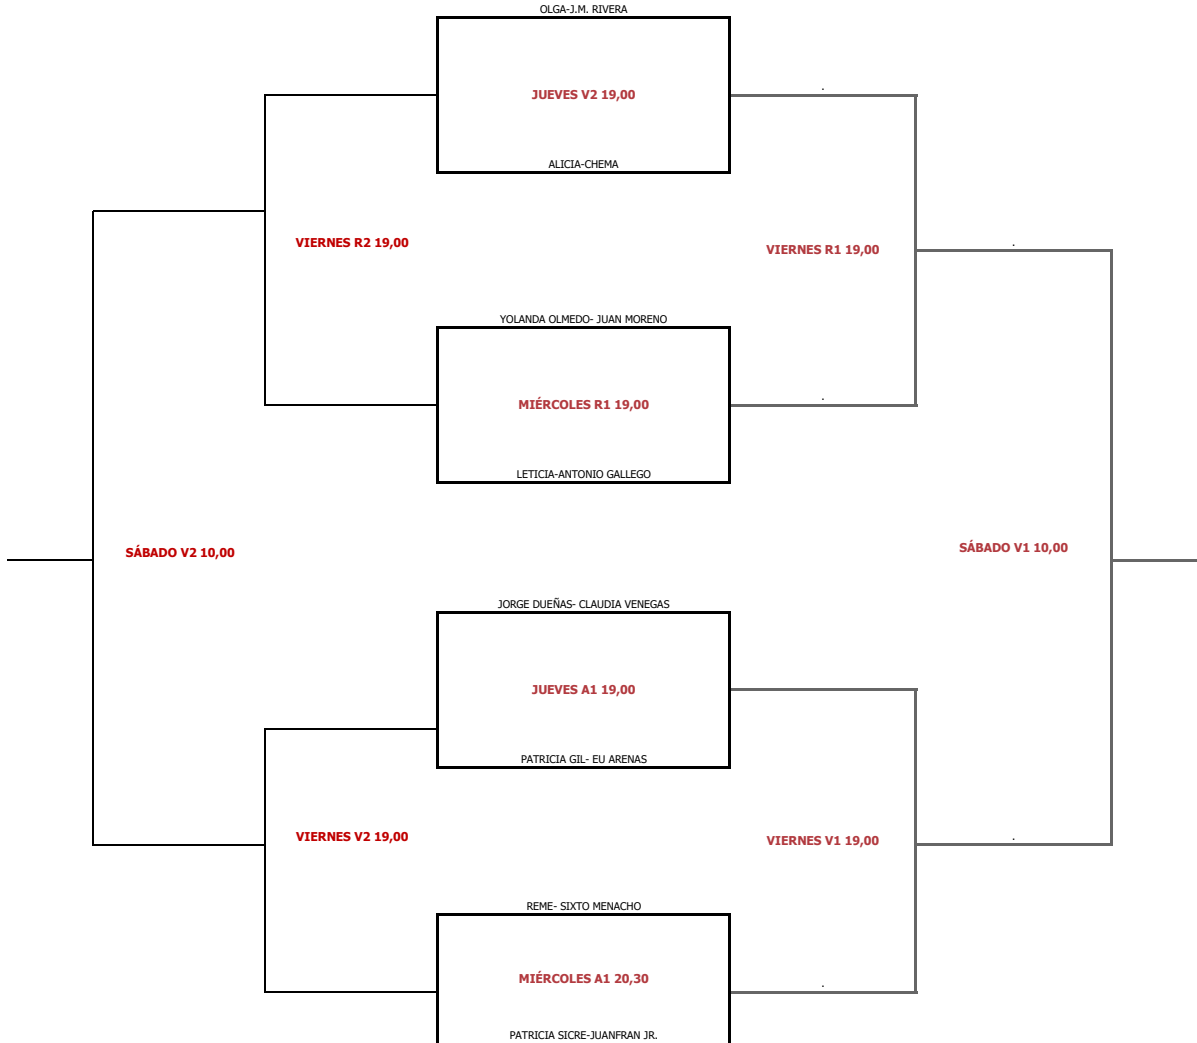 OLGA-J.M. RIVERA
JUEVES V2 19,00
.
ALICIA-CHEMA
VIERNES R2 19,00
VIERNES R1 19,00
.
YOLANDA OLMEDO- JUAN MORENO
MIÉRCOLES R1 19,00
.
LETICIA-ANTONIO GALLEGO
SÁBADO V2 10,00
SÁBADO V1 10,00
JORGE DUEÑAS- CLAUDIA VENEGAS
JUEVES A1 19,00
PATRICIA GIL- EU ARENAS
VIERNES V2 19,00
VIERNES V1 19,00
.
REME- SIXTO MENACHO
MIÉRCOLES A1 20,30
.
PATRICIA SICRE-JUANFRAN JR.